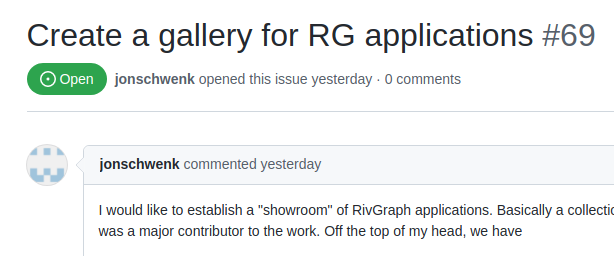 Create a gallery for RG applications #69
Open jonschwenk opened this issue yesterday · 0 comments
jonschwenk commented yesterday
I would like to establish a "showroom" of RivGraph applications. Basically a
was a major contributor to the work. Off the top of my head, we have